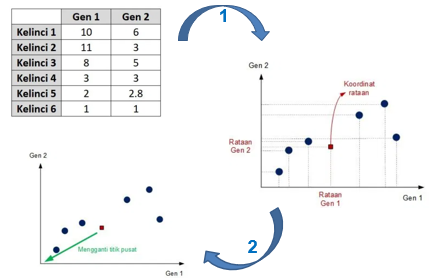 Gen 1 Gen 2
Kelinci 1 10 6
Kelinci 2 11 3
Kelinci 3 8 5
Kelinci 4 3 3
Kelinci 5 2 2.8
Kelinci 6 1 1
1
Gen 2
Koordinat
rataan
Rataan
Gen 2
Rataan
Gen 1
Gen 1
2
Gen 2
Mengganti titik pusat
Gen 1